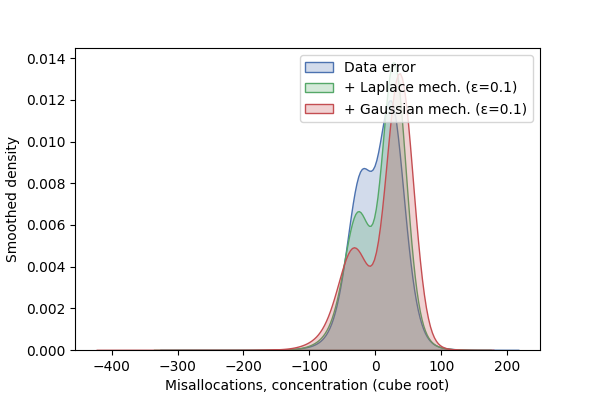 0.014
0.012
0.010
0.008
0.006
0.004
0.002
0.000
Smoothed density
Data error
+ Laplace mech. (ε=0.1)
+ Gaussian mech. (ε=0.1)
−400 −300 −200 −100 0 100 200
Misallocations, concentration (cube root)